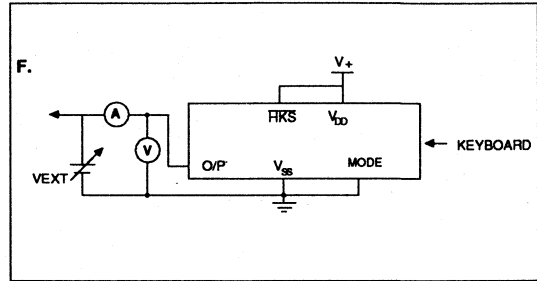 F.
V+
A
HKS
VDD
V
KEYBOARD
O/P
VSS
MODE
VEXT